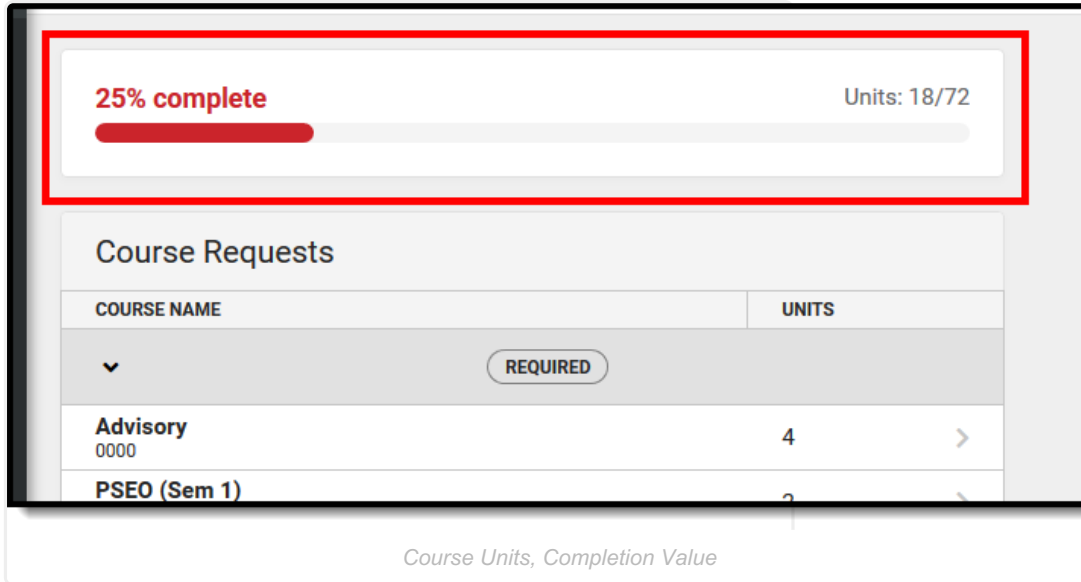 25% complete Units: 18/72
Course Requests
COURSE NAME UNITS
REQUIRED
Advisory 4
0000
PSEO (Sem 1)
Course Units, Completion Value